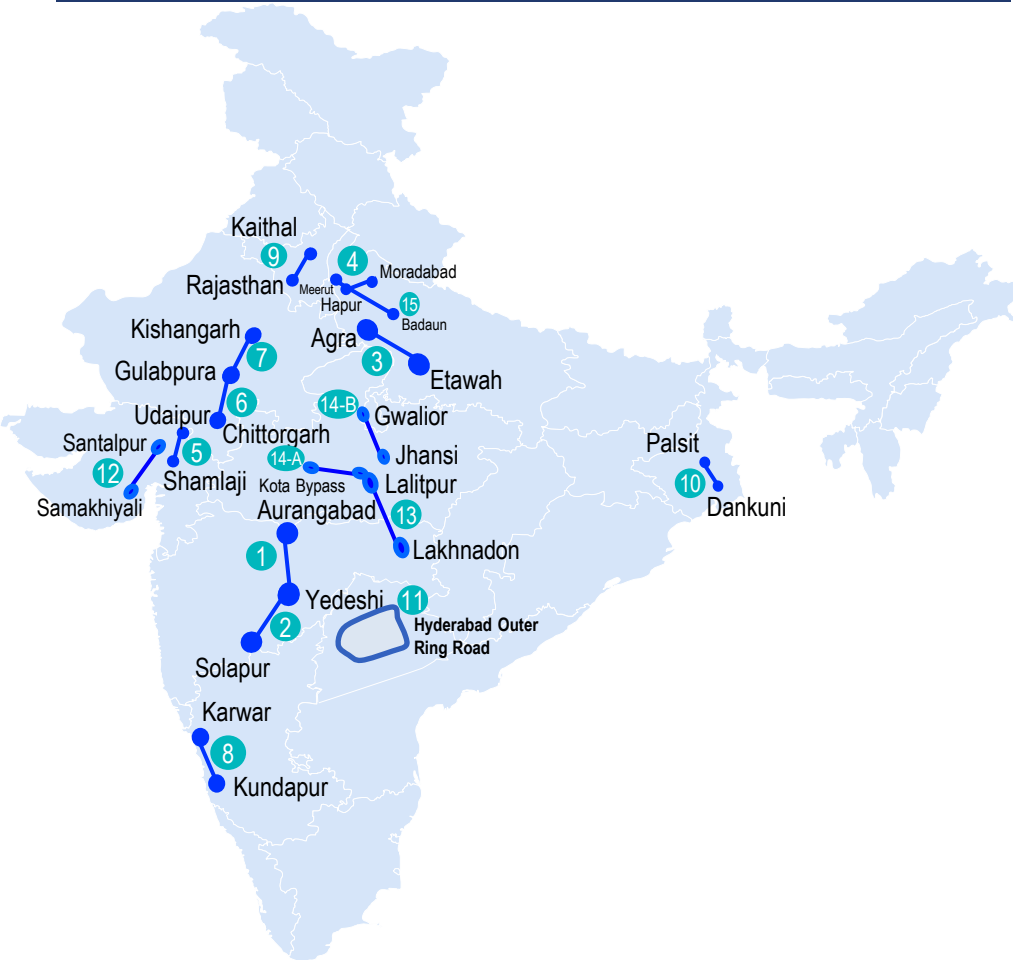 Kaithal
9
4
Moradabad
Rajasthan
Meerut
Hapur
15
Badaun
Kishangarh
Agra
7
3
Gulabpura
Etawah
6
14-B
Udaipur
Gwalior
Chittorgarh
Santalpur
5
Palsit
14-A
Jhansi
12
Shamlaji
Kota Bypass
Lalitpur
10
Samakhiyali
Aurangabad
13
Dankuni
1
Lakhnadon
Yedeshi
11
2
Hyderabad Outer
Ring Road
Solapur
Karwar
8
Kundapur